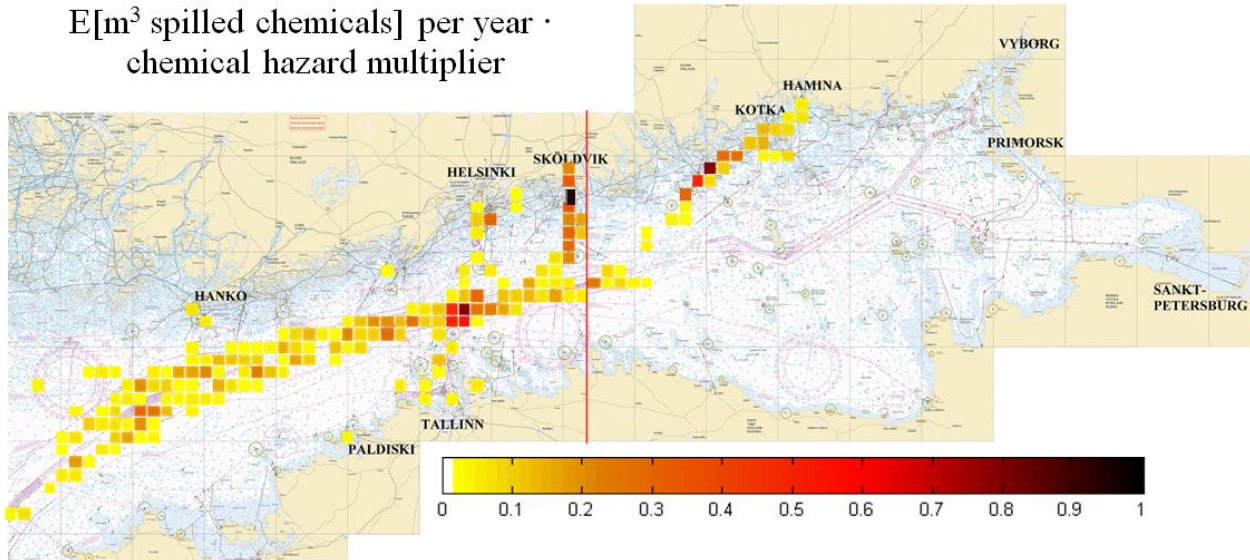 E[m³ spilled chemicals] per year ·
chemical hazard multiplier
VYBORG
HAMINA
KOTKA
PRIMORSK
SKÖLDVIK
HELSINKI
HANKO
SANKT-
PETERSBURG
TALLINN
PALDISKI
0 0.1 0.2 0.3 0.4 0.5 0.6 0.7 0.8 0.9 1